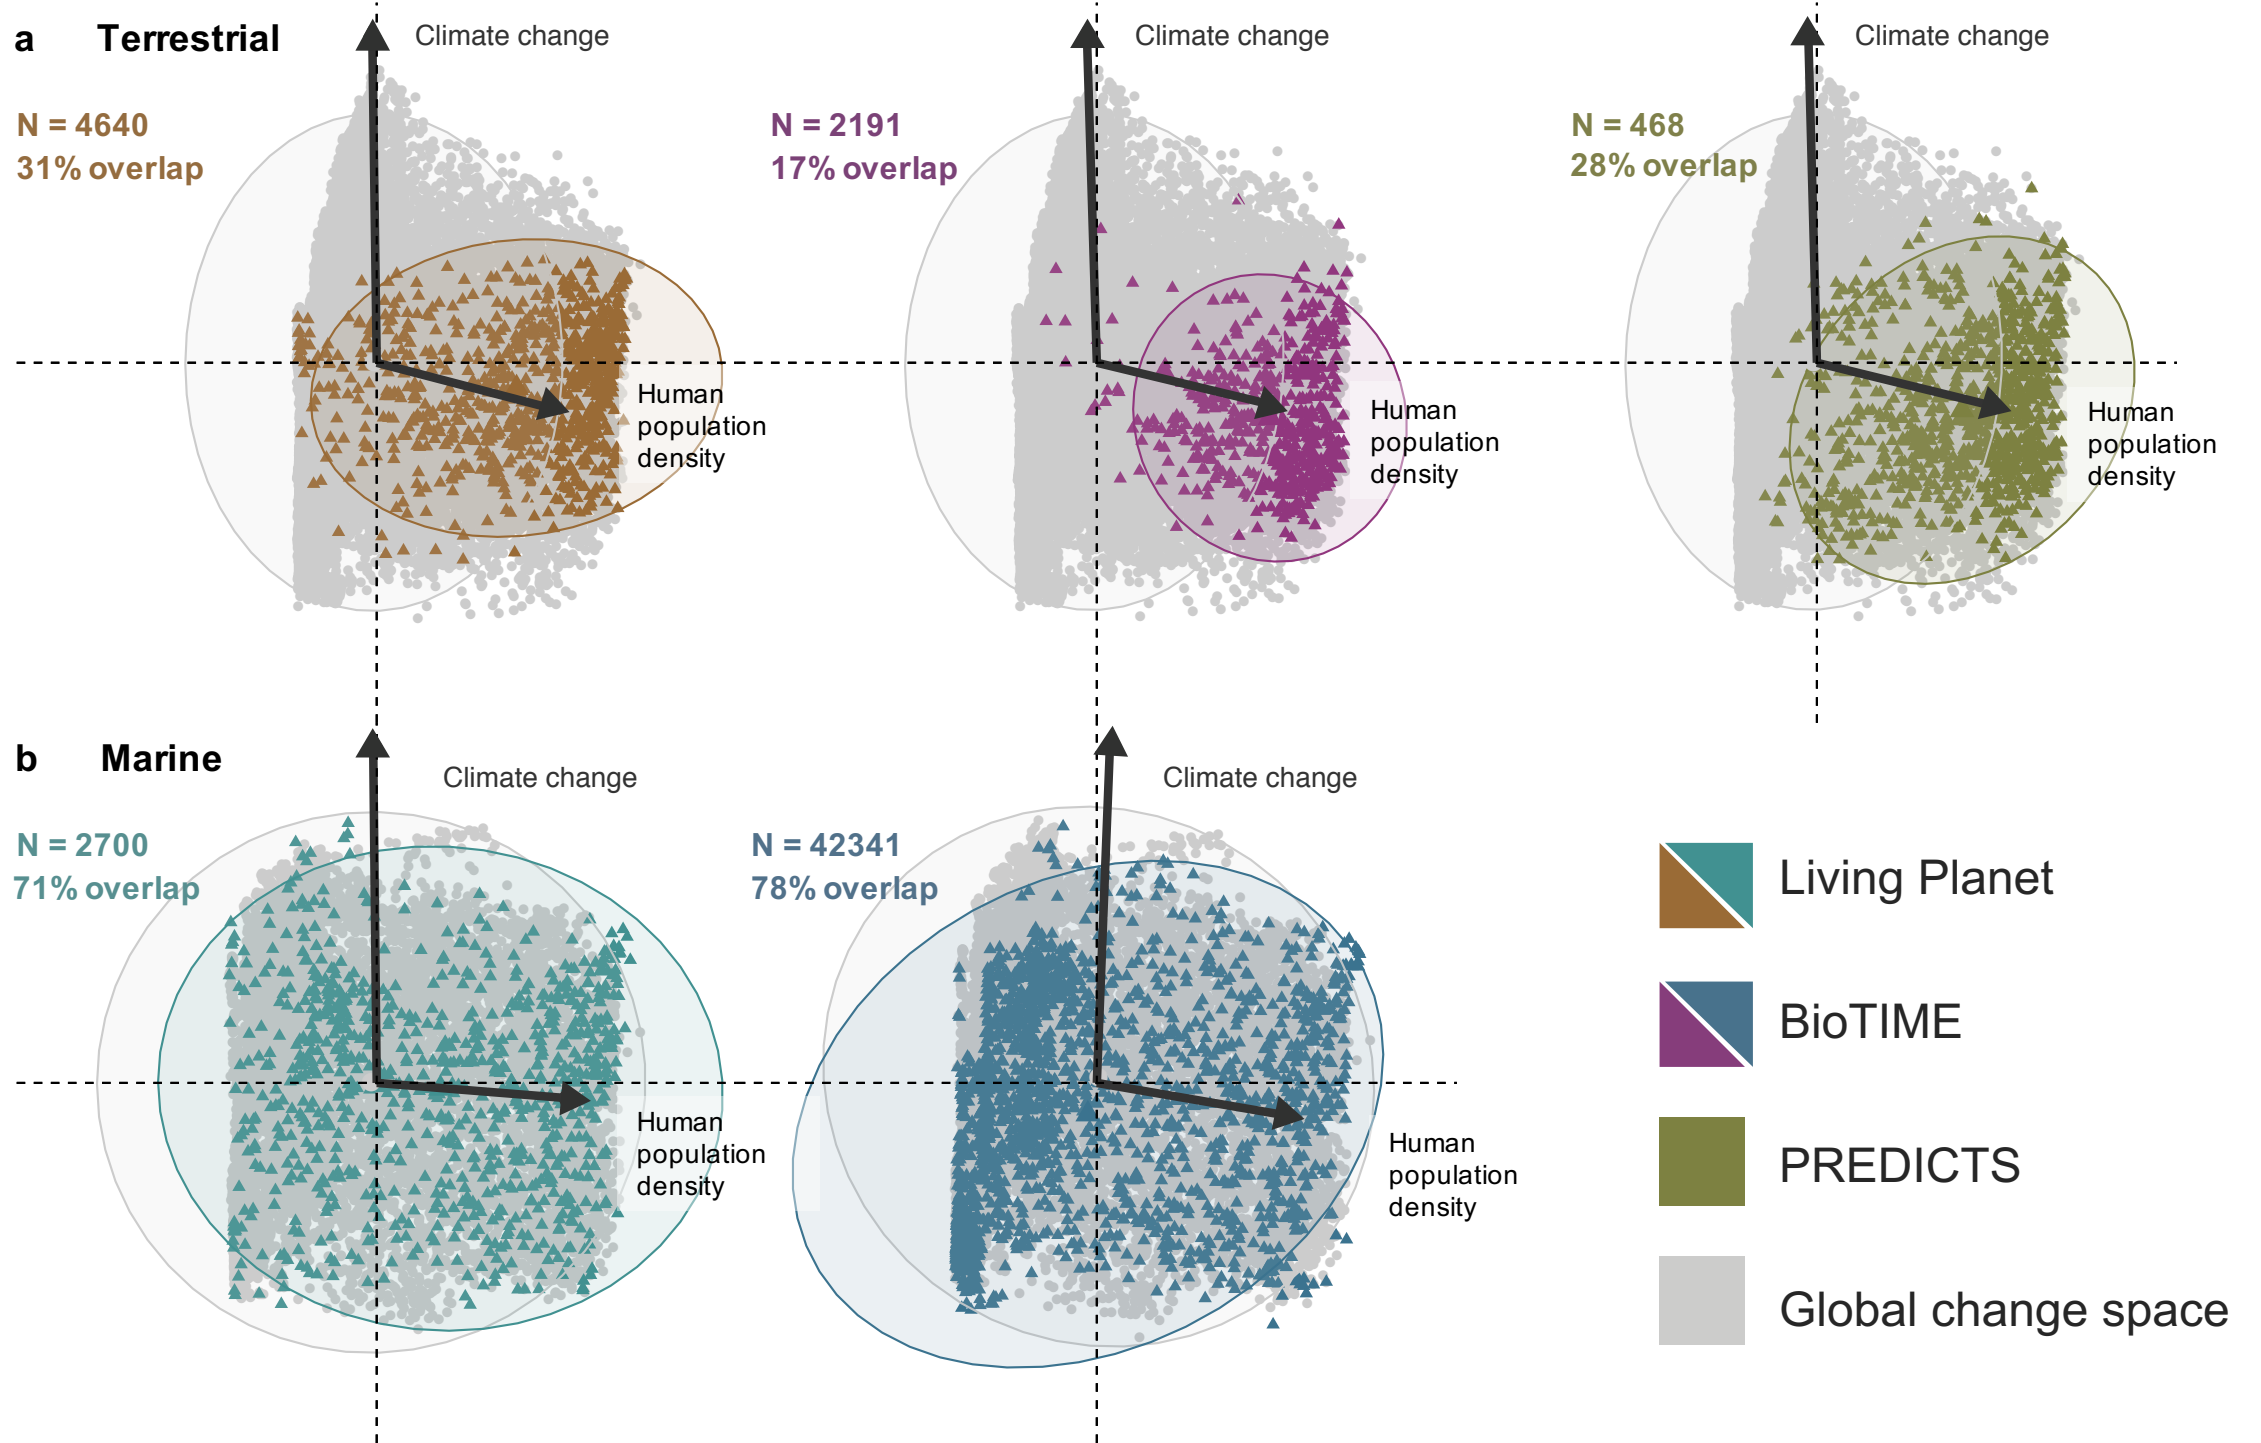 a Terrestrial
Climate change
N = 4640
31% overlap
Human
population
density
Climate change
N = 2191
17% overlap
Human
population
density
Climate change
N = 468
28% overlap
Human
population
density
b Marine
Climate change
N = 2700
71% overlap
Human
population
density
Climate change
N = 42341
78% overlap
Human
population
density
Living Planet
BioTIME
PREDICTS
Global change space